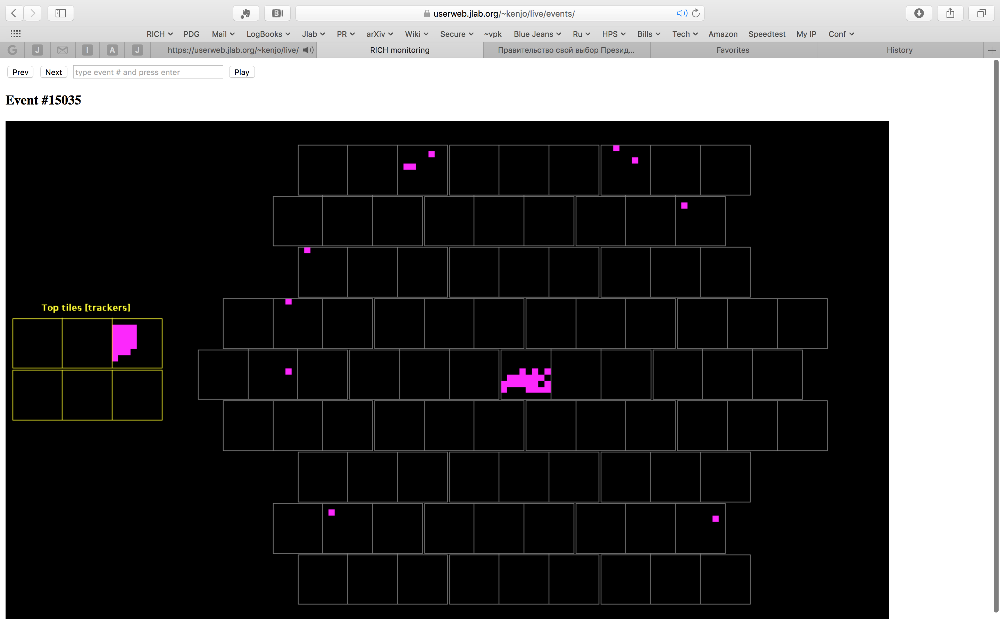 userweb.jlab.org/~kenjo/live/events/
RICH PDG Mail LogBooks Jlab PR arXiv Wiki Secure ~vpk Blue Jeans Ru HPS Bills Tech Amazon Speedtest My IP Conf
G J I A J https://userweb.jlab.org/~kenjo/live/ RICH monitoring Правительство свой выбор Презид... Favorites History
Prev Next type event # and press enter Play
Event #15035
Top tiles [trackers]